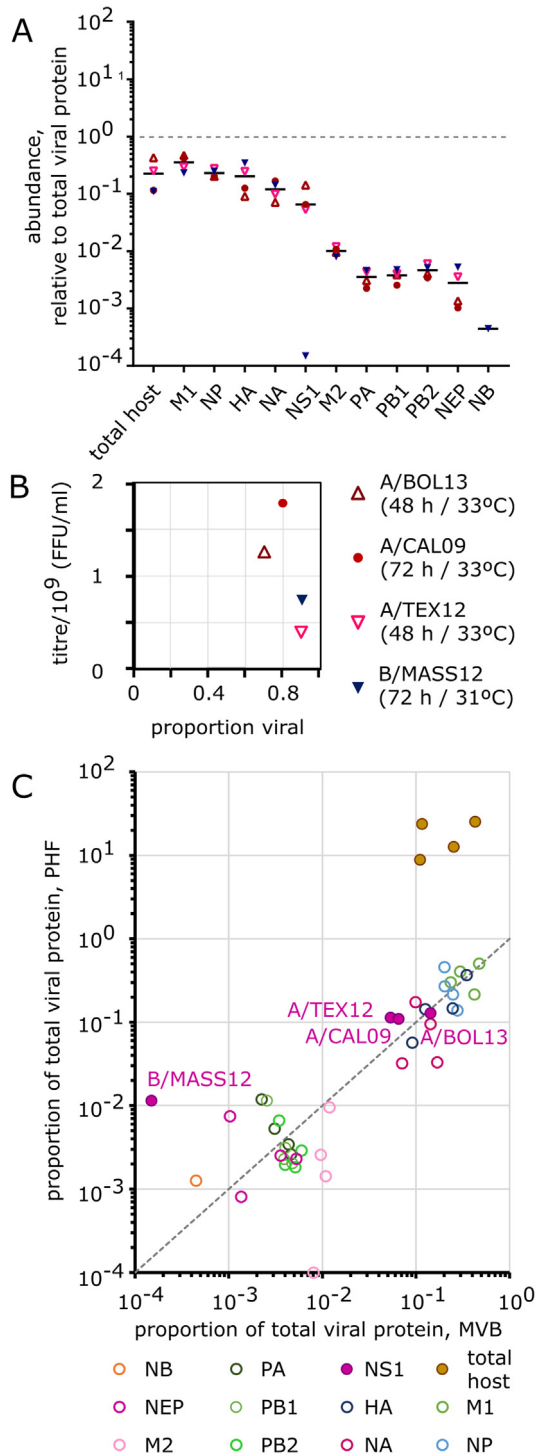 A
abundance,
relative to total viral protein
10²
10¹
10⁰
10⁻¹
10⁻²
10⁻³
10⁻⁴
total host
M1
NP
HA
NA
NS1
M2
PA
PB1
PB2
NEP
NB
B
titre/10⁹ (FFU/ml)
2
1
0
0
0.4
0.8
proportion viral
A/BOL13
(48 h / 33ºC)
A/CAL09
(72 h / 33ºC)
A/TEX12
(48 h / 33ºC)
B/MASS12
(72 h / 31ºC)
C
proportion of total viral protein, PHF
10²
10¹
10⁰
10⁻¹
10⁻²
10⁻³
10⁻⁴
A/TEX12
A/CAL09
A/BOL13
B/MASS12
10⁻⁴
10⁻³
10⁻²
10⁻¹
10⁰
proportion of total viral protein, MVB
NB
PA
NS1
total
host
NEP
PB1
HA
M1
M2
PB2
NA
NP